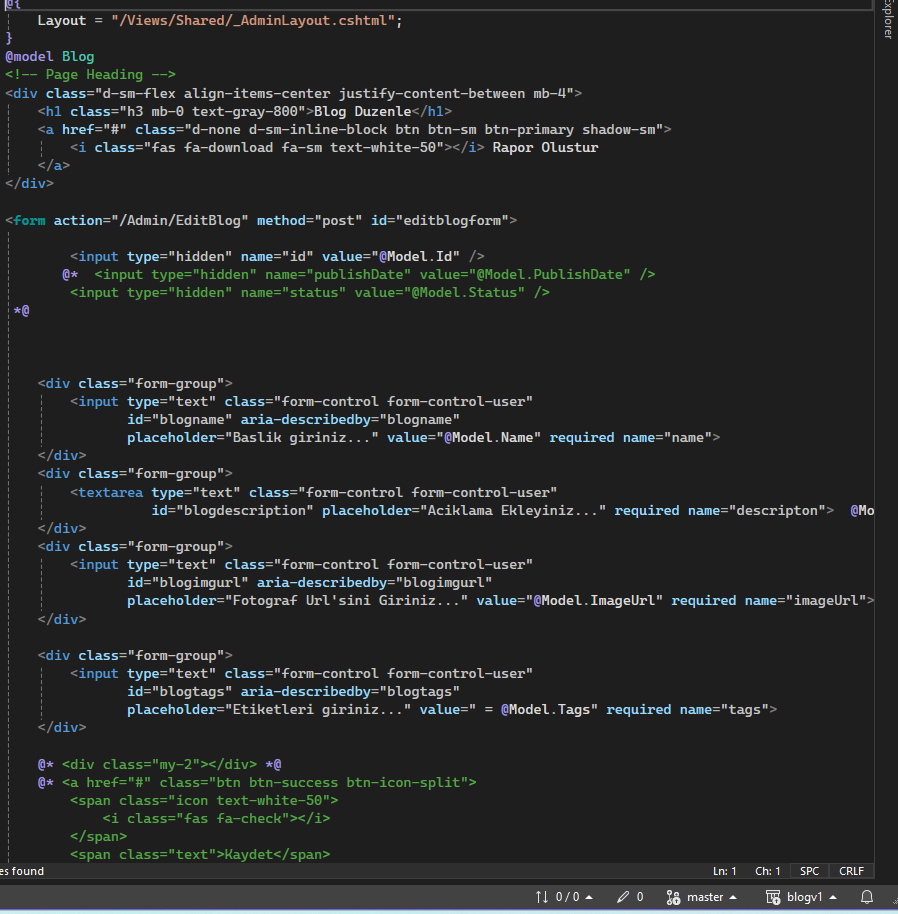 @{
Layout = "/Views/Shared/_AdminLayout.cshtml";
}
@model Blog
<!-- Page Heading -->
<div class="d-sm-flex align-items-center justify-content-between mb-4">
<h1 class="h3 mb-0 text-gray-800">Blog Duzenle</h1>
<a href="#" class="d-none d-sm-inline-block btn btn-sm btn-primary shadow-sm">
<i class="fas fa-download fa-sm text-white-50"></i> Rapor Olustur
</a>
</div>
<form action="/Admin/EditBlog" method="post" id="editblogform">
<input type="hidden" name="id" value="@Model.Id" />
@* <input type="hidden" name="publishDate" value="@Model.PublishDate" />
<input type="hidden" name="status" value="@Model.Status" />
*@
<div class="form-group">
<input type="text" class="form-control form-control-user"
id="blogname" aria-describedby="blogname"
placeholder="Baslik giriniz..." value="@Model.Name" required name="name">
</div>
<div class="form-group">
<textarea type="text" class="form-control form-control-user"
id="blogdescription" placeholder="Aciklama Ekleyiniz..." required name="descripton"> @Mo
</div>
<div class="form-group">
<input type="text" class="form-control form-control-user"
id="blogimgurl" aria-describedby="blogimgurl"
placeholder="Fotograf Url'sini Giriniz..." value="@Model.ImageUrl" required name="imageUrl">
</div>
<div class="form-group">
<input type="text" class="form-control form-control-user"
id="blogtags" aria-describedby="blogtags"
placeholder="Etiketleri giriniz..." value=" = @Model.Tags" required name="tags">
</div>
@* <div class="my-2"></div> *@
@* <a href="#" class="btn btn-success btn-icon-split">
<span class="icon text-white-50">
<i class="fas fa-check"></i>
</span>
<span class="text">Kaydet</span>
Explorer
es found
Ln: 1 Ch: 1 SPC CRLF
0 / 0 0 master blogv1